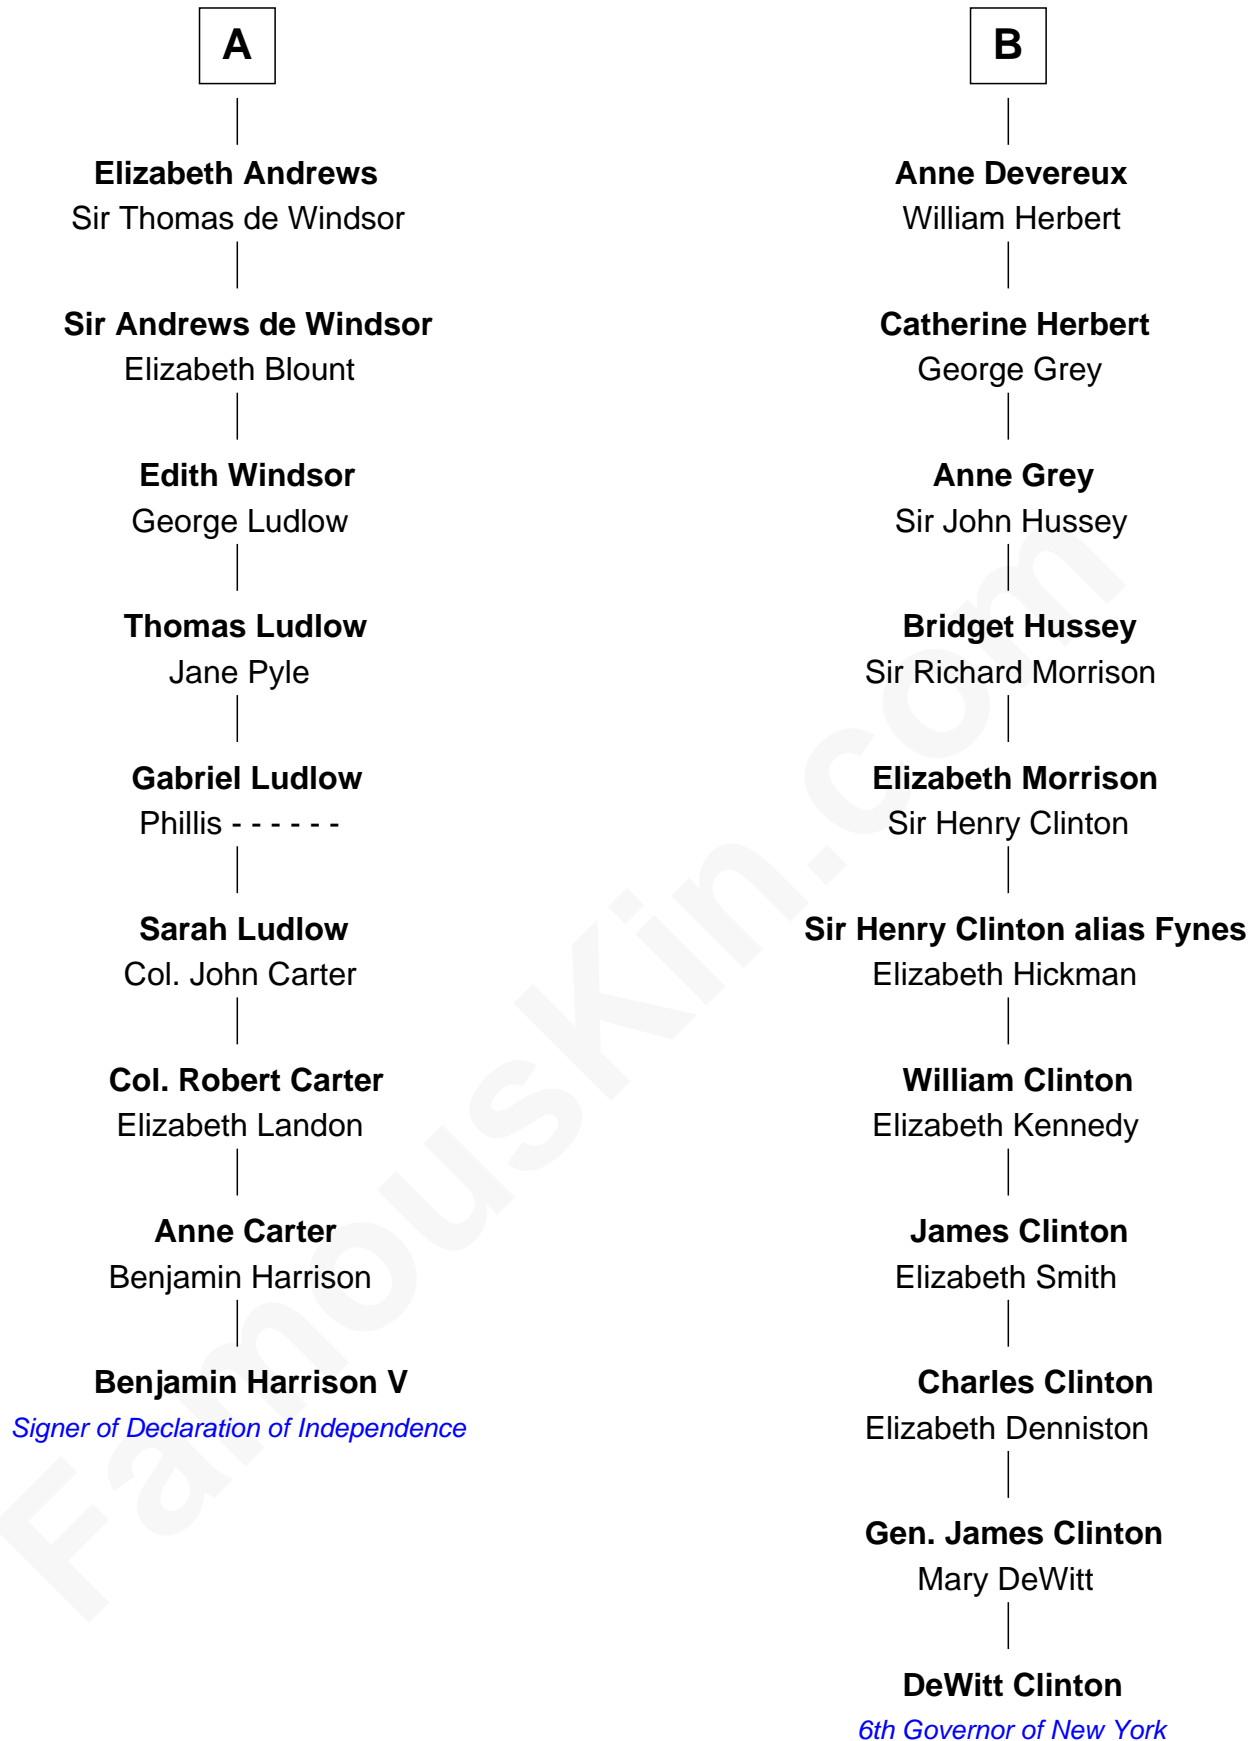 A
Elizabeth Andrews
Sir Thomas de Windsor
Sir Andrews de Windsor
Elizabeth Blount
Edith Windsor
George Ludlow
Thomas Ludlow
Jane Pyle
Gabriel Ludlow
Phillis - - - - - -
Sarah Ludlow
Col. John Carter
Col. Robert Carter
Elizabeth Landon
Anne Carter
Benjamin Harrison
Benjamin Harrison V
Signer of Declaration of Independence
B
Anne Devereux
William Herbert
Catherine Herbert
George Grey
Anne Grey
Sir John Hussey
Bridget Hussey
Sir Richard Morrison
Elizabeth Morrison
Sir Henry Clinton
Sir Henry Clinton alias Fynes
Elizabeth Hickman
William Clinton
Elizabeth Kennedy
James Clinton
Elizabeth Smith
Charles Clinton
Elizabeth Denniston
Gen. James Clinton
Mary DeWitt
DeWitt Clinton
6th Governor of New York
FamousKin.com